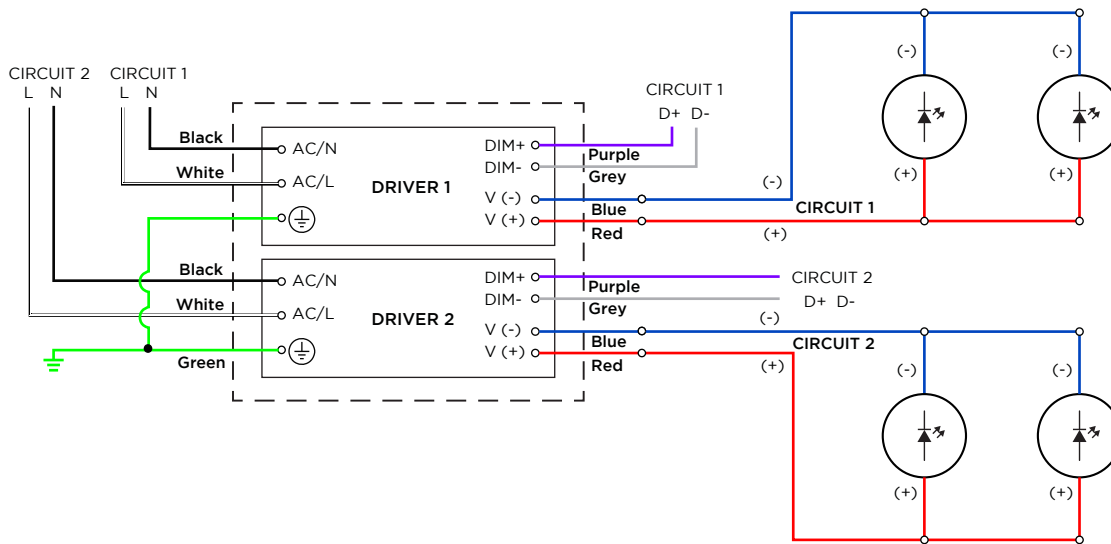 CIRCUIT 2 CIRCUIT 1
L N L N
Black
AC/N
White
AC/L
DRIVER 1
DIM+
DIM-
V (-)
V (+)
Purple
Grey
Blue
Red
CIRCUIT 1
D+ D-
(-)
CIRCUIT 1
(+)
(-)
(-)
(+)
(+)
Black
AC/N
White
AC/L
Green
DRIVER 2
DIM+
DIM-
V (-)
V (+)
Purple
Grey
Blue
Red
CIRCUIT 2
D+ D-
(-)
CIRCUIT 2
(+)
(-)
(-)
(+)
(+)